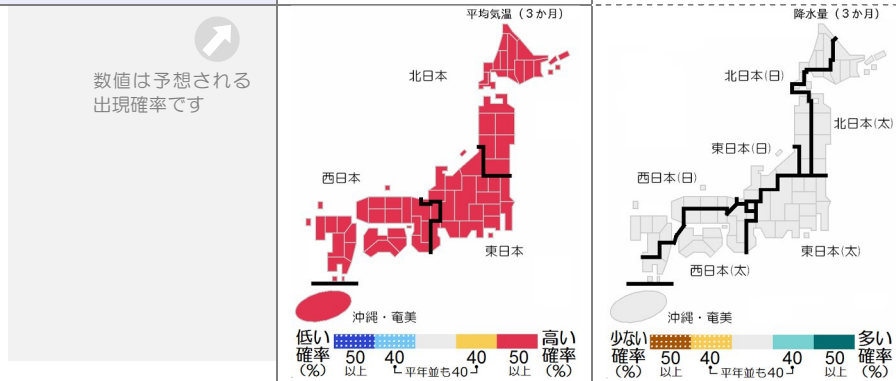 数値は予想される
出現確率です
平均気温（３か月）
北日本
西日本
東日本
沖縄・奄美
低い
確率
(%)
50
以上
40
平年並も40
40
50
以上
高い
確率
(%)
降水量（３か月）
北日本(日)
北日本(太)
東日本(日)
西日本(日)
東日本(太)
西日本(太)
沖縄・奄美
少ない
確率
(%)
50
以上
40
平年並も40
40
50
以上
多い
確率
(%)